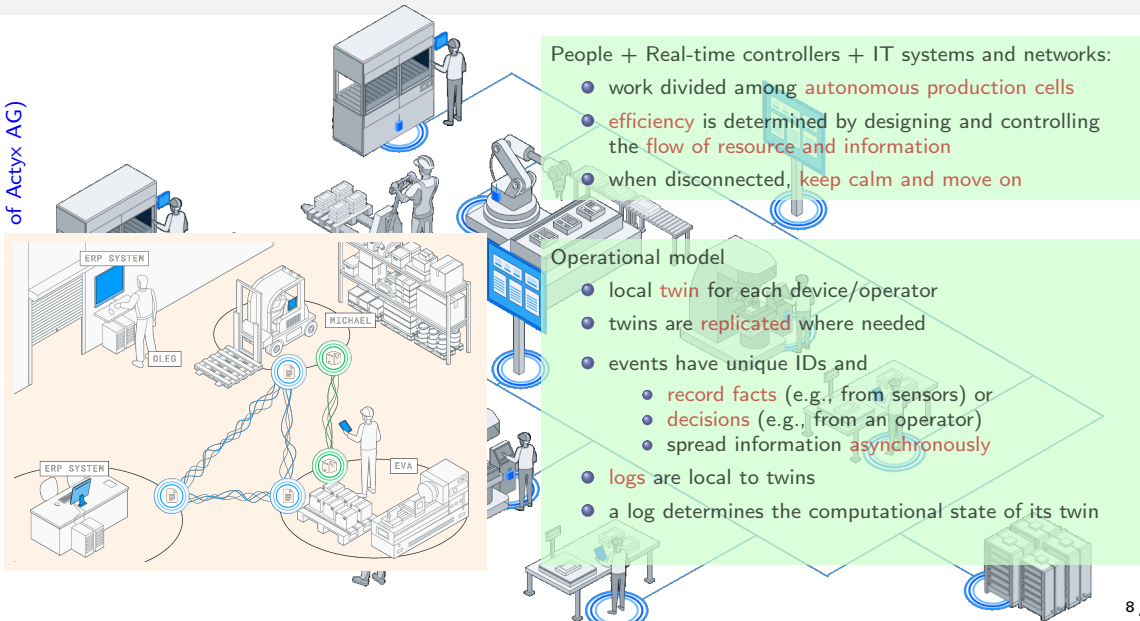 of Actyx AG)
People + Real-time controllers + IT systems and networks:
work divided among autonomous production cells
efficiency is determined by designing and controlling
the flow of resource and information
when disconnected, keep calm and move on
ERP SYSTEM
OLEG
MICHAEL
ERP SYSTEM
EVA
Operational model
local twin for each device/operator
twins are replicated where needed
events have unique IDs and
record facts (e.g., from sensors) or
decisions (e.g., from an operator)
spread information asynchronously
logs are local to twins
a log determines the computational state of its twin
8/